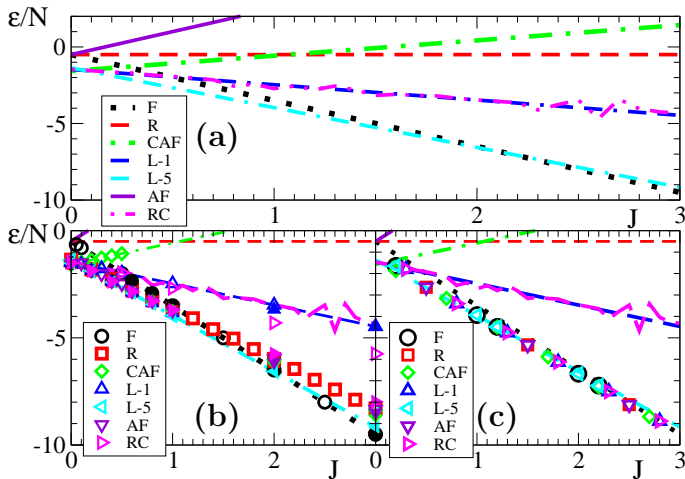 ε/N
0
-5
-10
F
R
CAF
L-1
L-5
AF
RC
(a)
0 1 2 J 3
ε/N
0
-5
-10
F
R
CAF
L-1
L-5
AF
RC
(b)
F
R
CAF
L-1
L-5
AF
RC
(c)
0 1 2 J 0 1 2 J 3